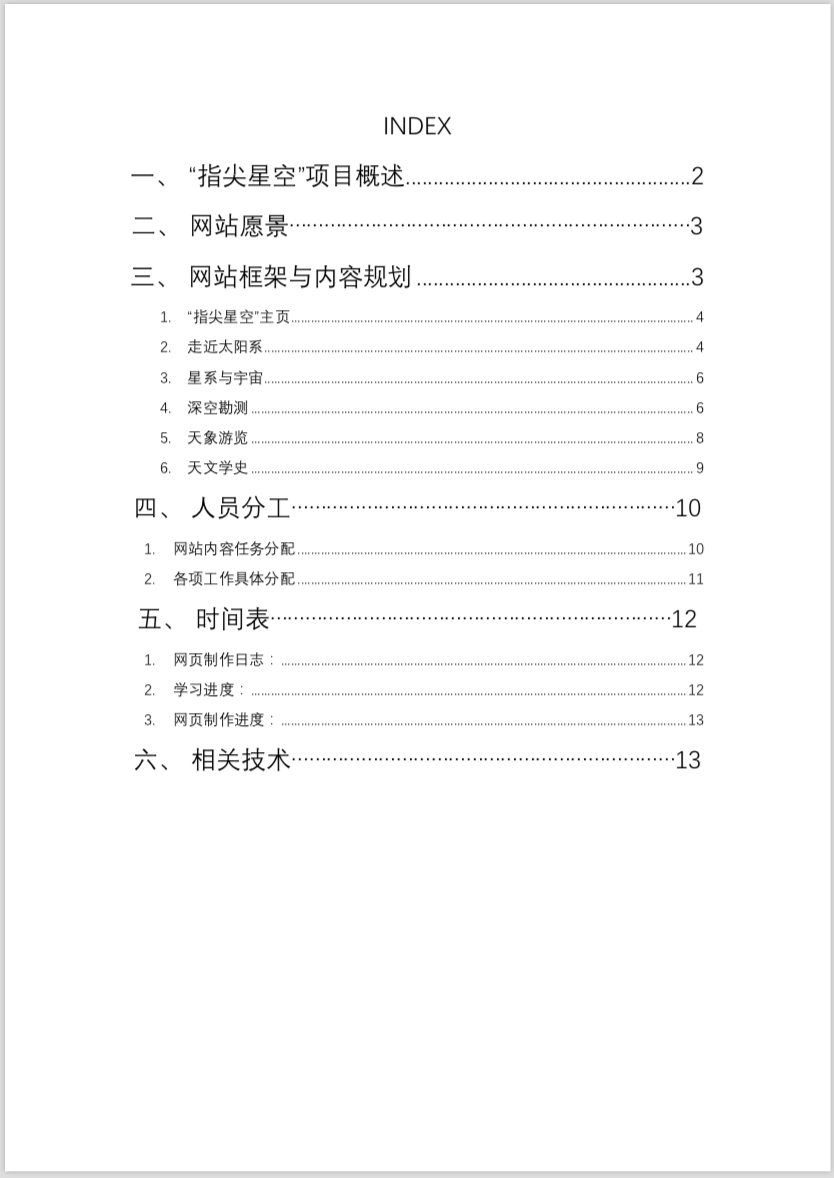 INDEX
一、 “指尖星空”项目概述..................................................2
二、 网站愿景····································································3
三、 网站框架与内容规划................................................3
1. “指尖星空”主页................................................4
2. 走近太阳系................................................4
3. 星系与宇宙................................................6
4. 深空勘测................................................6
5. 天象游览................................................8
6. 天文学史................................................9
四、 人员分工································································10
1. 网站内容任务分配................................................10
2. 各项工作具体分配................................................11
五、 时间表····································································12
1. 网页制作日志：................................................12
2. 学习进度：................................................12
3. 网页制作进度：................................................13
六、 相关技术································································13